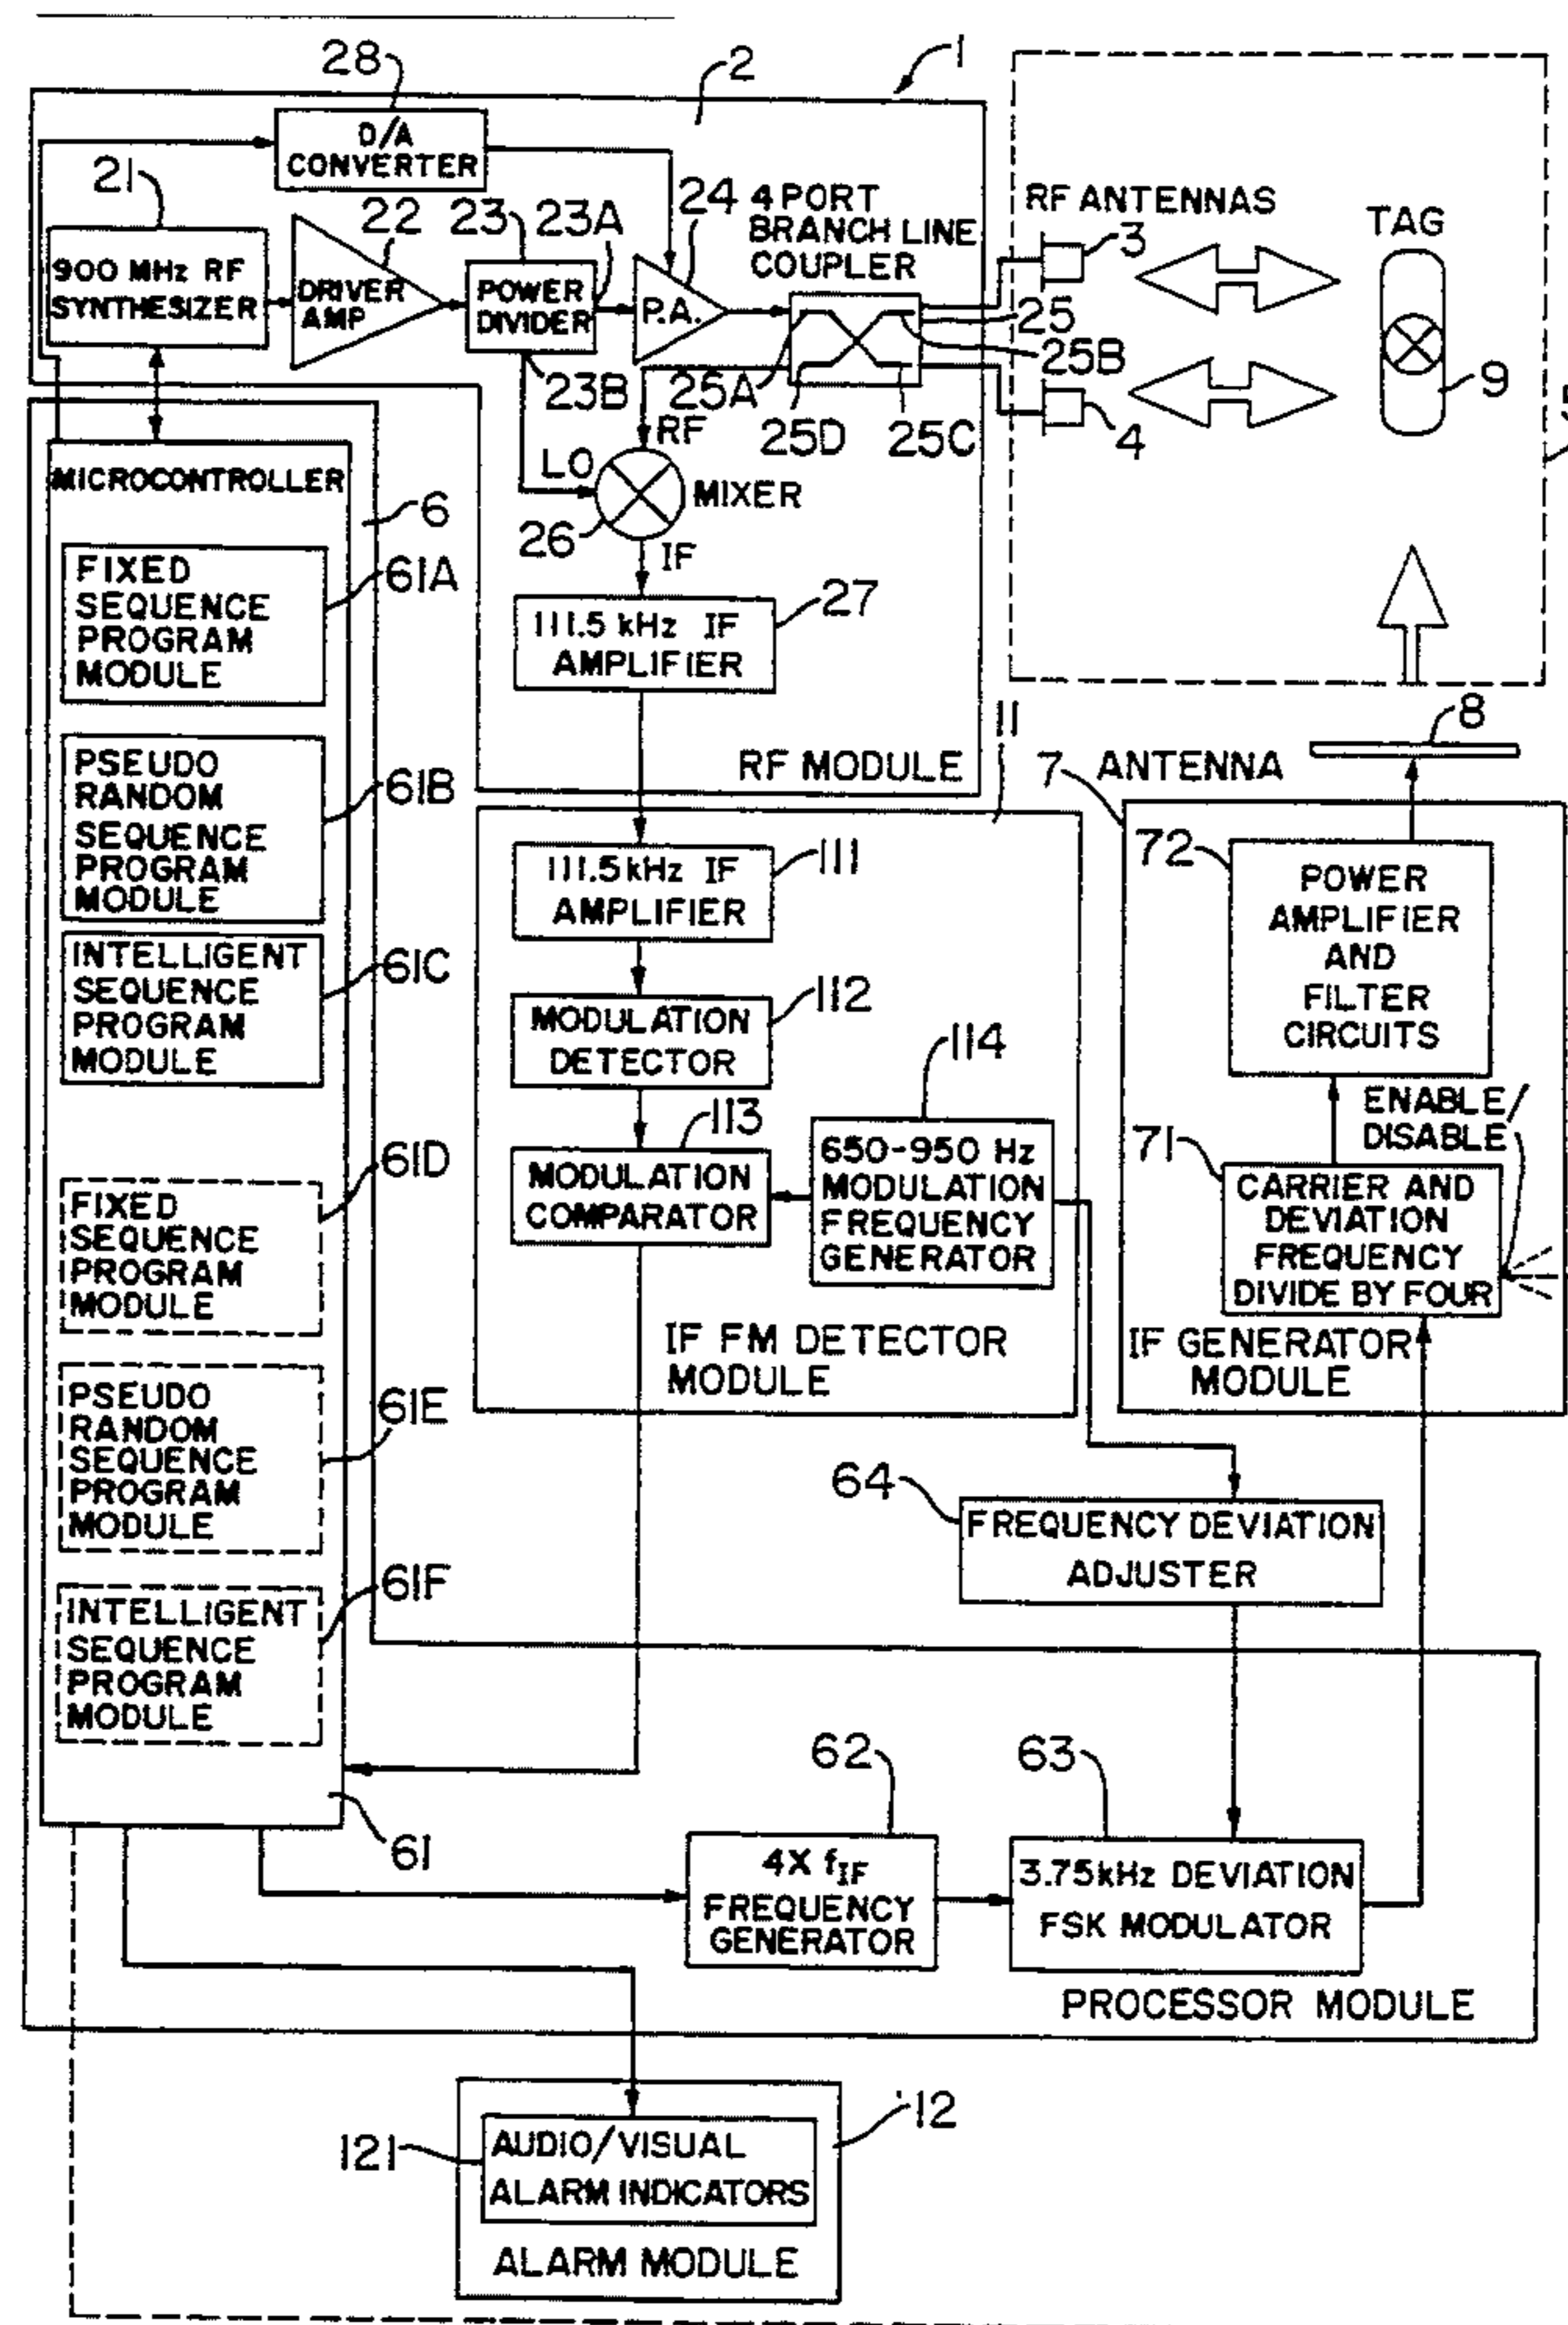 1
28
2
D/A
CONVERTER
21
22
23
23A
24
4 PORT
BRANCH LINE
COUPLER
RF ANTENNAS
3
TAG
900 MHz RF
SYNTHESIZER
DRIVER
AMP
POWER
DIVIDER
P.A.
25
25B
23B
25A
25D
25C
4
9
RF
LO
MIXER
26
IF
MICROCONTROLLER
6
FIXED
SEQUENCE
PROGRAM
MODULE
61A
27
111.5 kHz IF
AMPLIFIER
PSEUDO
RANDOM
SEQUENCE
PROGRAM
MODULE
61B
RF MODULE
11
7
ANTENNA
8
INTELLIGENT
SEQUENCE
PROGRAM
MODULE
61C
111.5 kHz IF
AMPLIFIER
111
MODULATION
DETECTOR
112
72
POWER
AMPLIFIER
AND
FILTER
CIRCUITS
114
113
MODULATION
COMPARATOR
650-950 Hz
MODULATION
FREQUENCY
GENERATOR
ENABLE/
DISABLE
71
CARRIER AND
DEVIATION
FREQUENCY
DIVIDE BY FOUR
61D
FIXED
SEQUENCE
PROGRAM
MODULE
IF FM DETECTOR
MODULE
IF GENERATOR
MODULE
PSEUDO
RANDOM
SEQUENCE
PROGRAM
MODULE
61E
64
FREQUENCY DEVIATION
ADJUSTER
INTELLIGENT
SEQUENCE
PROGRAM
MODULE
61F
61
62
63
4X fIF
FREQUENCY
GENERATOR
3.75kHz DEVIATION
FSK MODULATOR
PROCESSOR MODULE
12
121
AUDIO/VISUAL
ALARM INDICATORS
ALARM MODULE